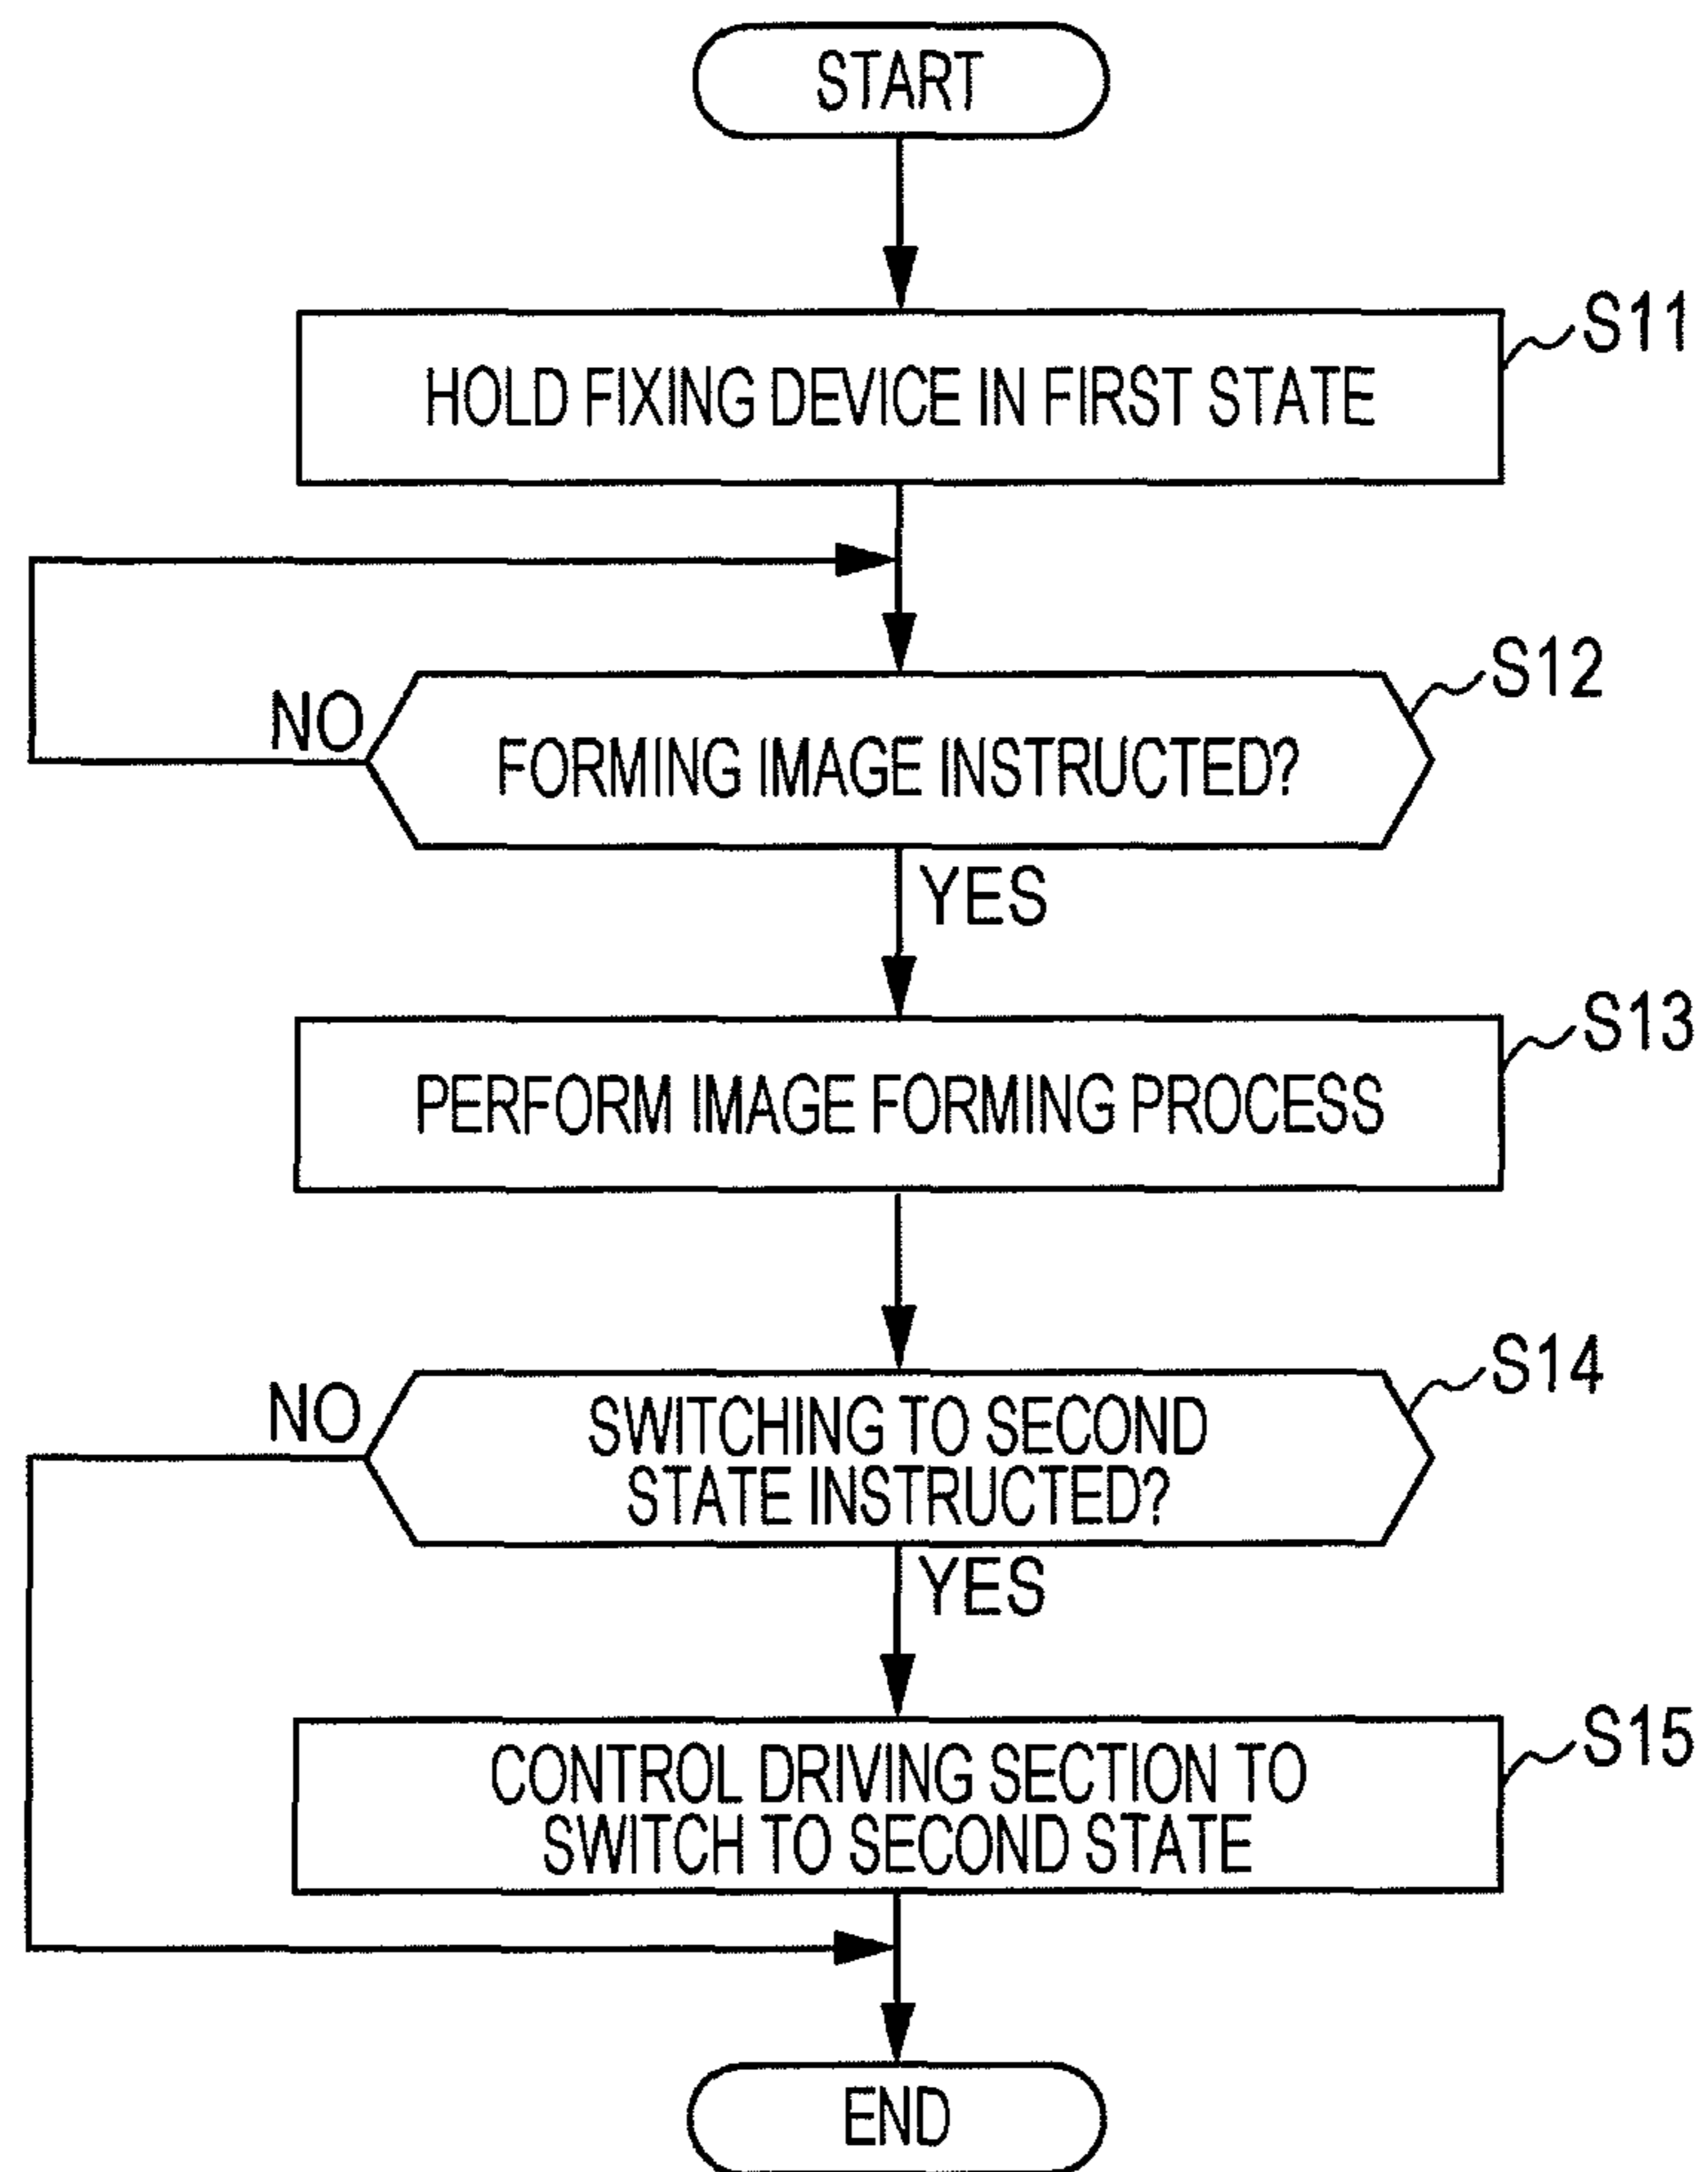 START
S11
HOLD FIXING DEVICE IN FIRST STATE
S12
NO
FORMING IMAGE INSTRUCTED?
YES
S13
PERFORM IMAGE FORMING PROCESS
S14
NO
SWITCHING TO SECOND
STATE INSTRUCTED?
YES
S15
CONTROL DRIVING SECTION TO
SWITCH TO SECOND STATE
END